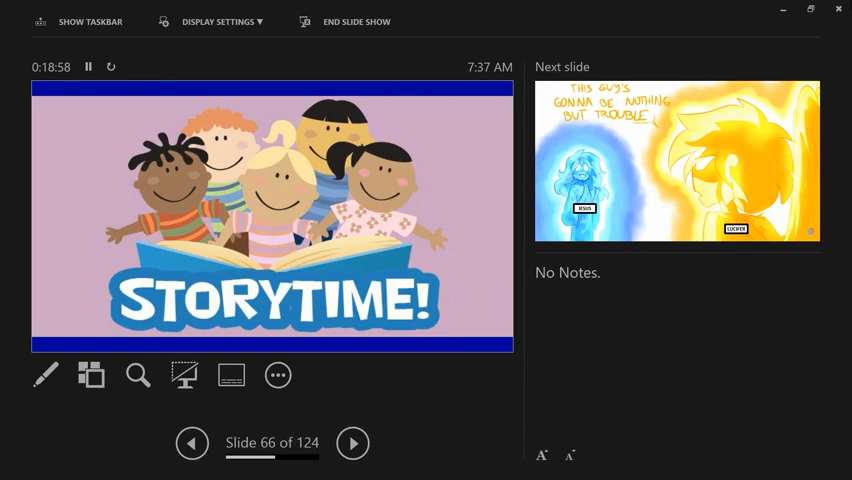 SHOW TASKBAR
DISPLAY SETTINGS ▼
END SLIDE SHOW
0:18:58
7:37 AM
STORYTIME!
Slide 66 of 124
Next slide
THIS GUY'S
GONNA BE NOTHING
BUT TROUBLE
JESUS
LUCIFER
No Notes.
A
A